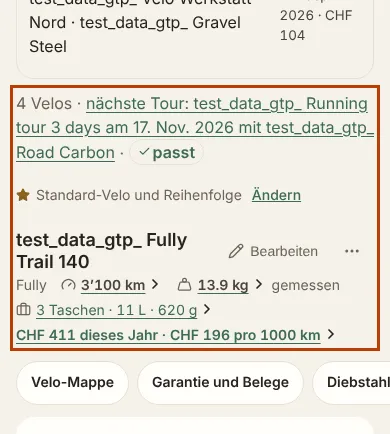 Nord · test_data_gtp_ Gravel
Steel
2026 · CHF
104
4 Velos · nächste Tour: test_data_gtp_ Running
tour 3 days am 17. Nov. 2026 mit test_data_gtp_
Road Carbon · passt
Standard-Velo und Reihenfolge Ändern
test_data_gtp_ Fully
Trail 140
Bearbeiten
Fully 3’100 km 13.9 kg gemessen
3 Taschen · 11 L · 620 g
CHF 411 dieses Jahr · CHF 196 pro 1000 km
Velo-Mappe Garantie und Belege Diebstahl